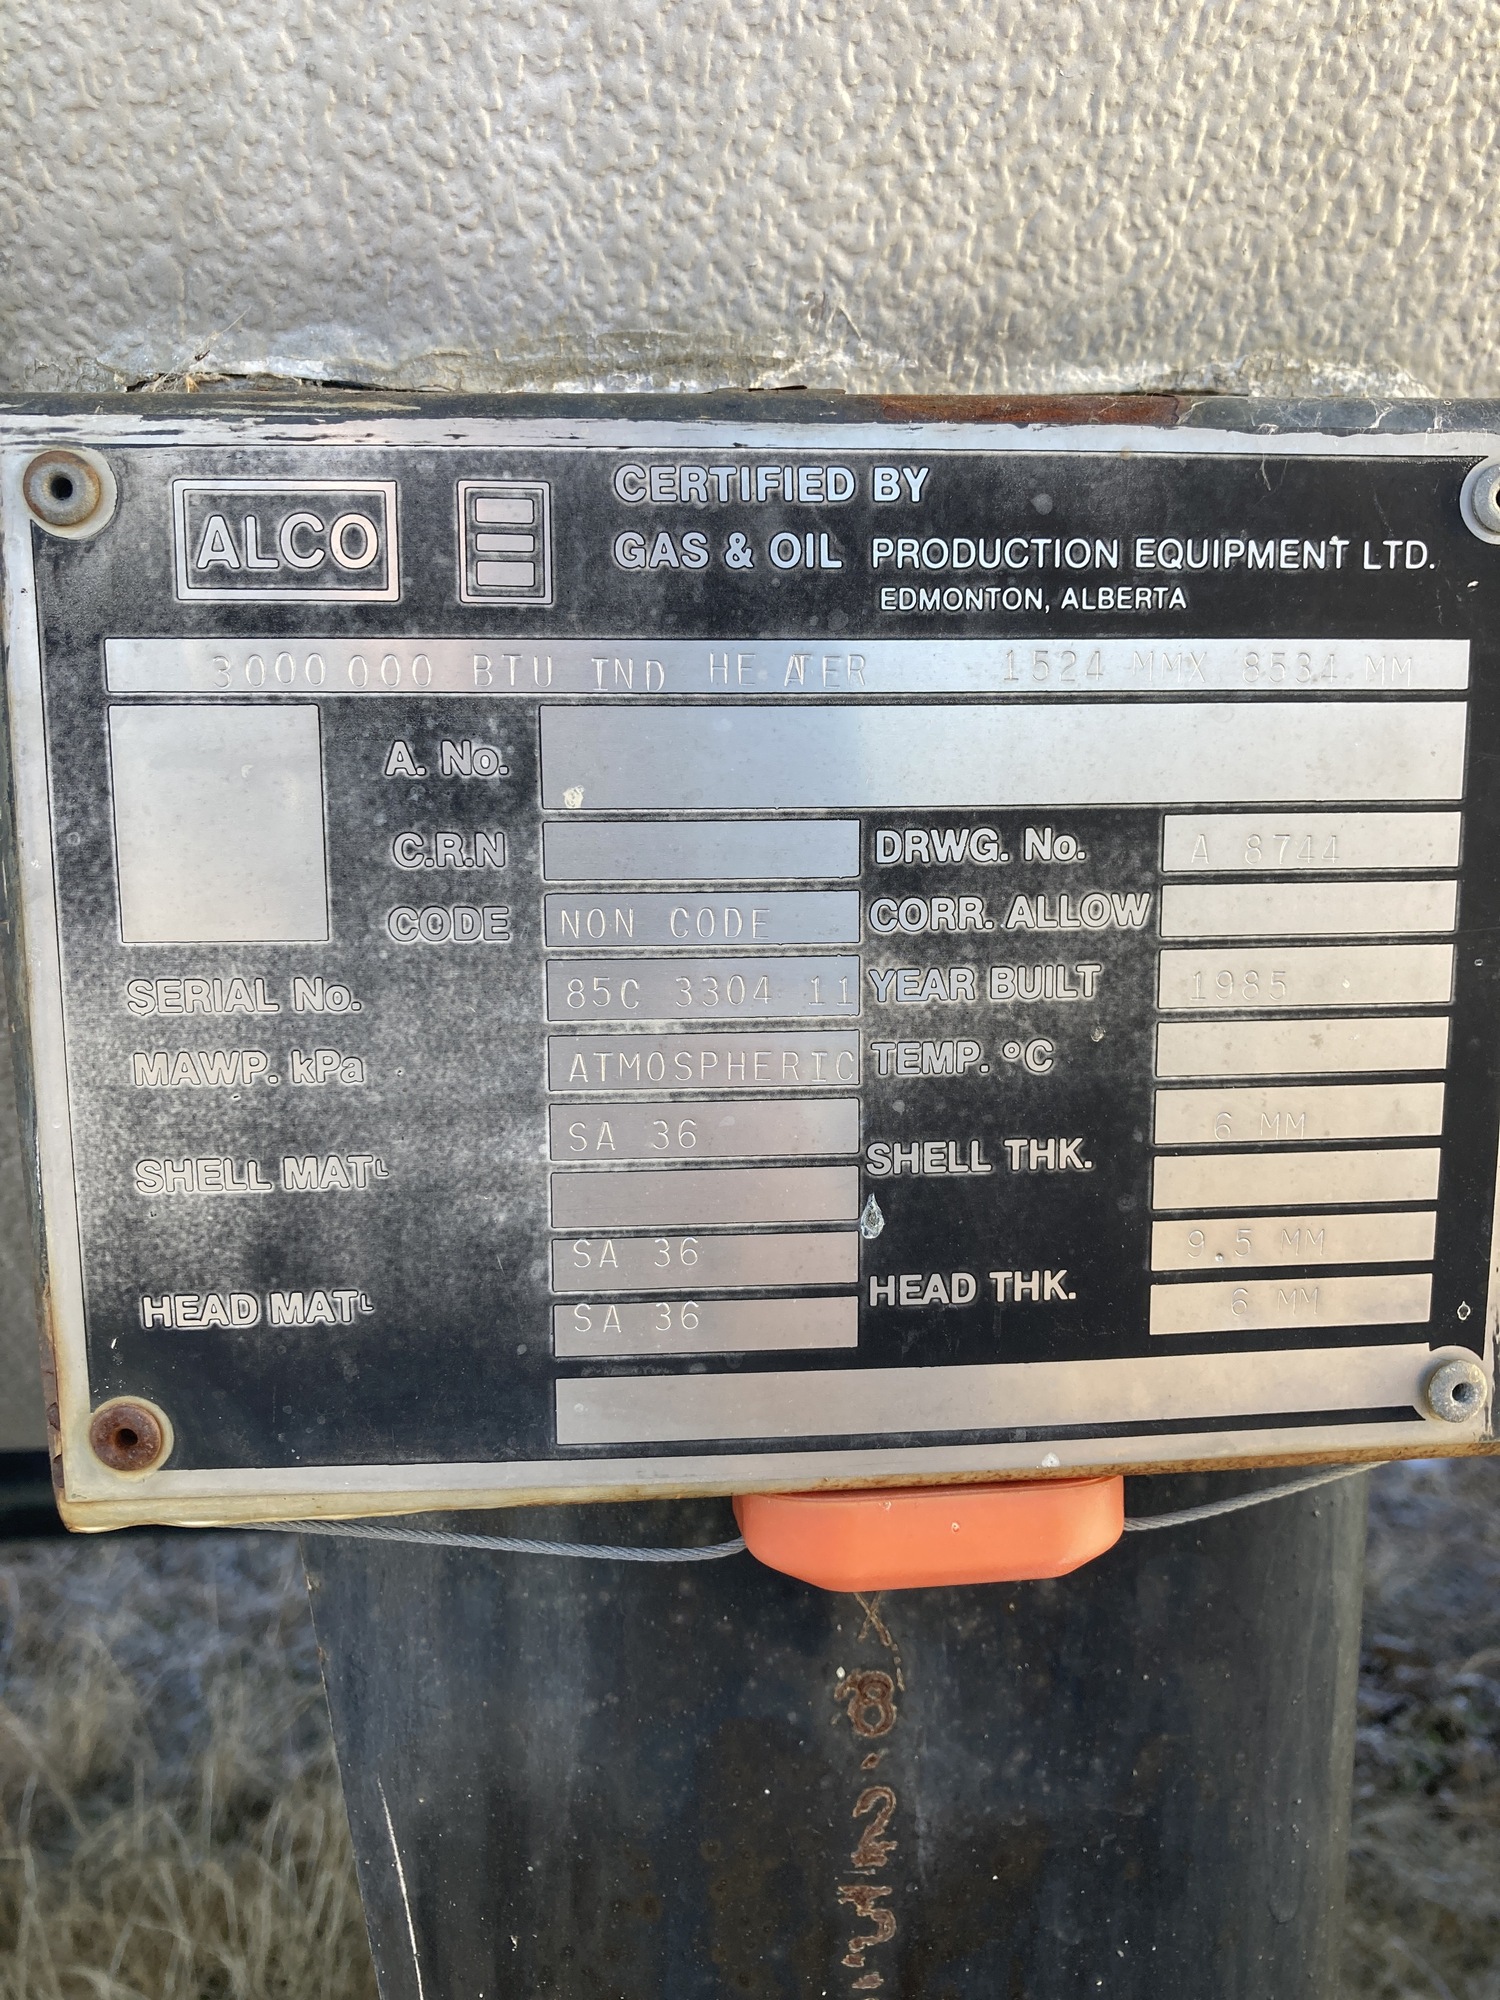 ALCO
CERTIFIED BY
GAS & OIL PRODUCTION EQUIPMENT LTD.
EDMONTON, ALBERTA
3000 000 BTU IND HEATER 1524 MMX 8534 MM
A. No.
C.R.N
DRWG. No. A 8744
CODE NON CODE
CORR. ALLOW
SERIAL No. 85C 3304 11
YEAR BUILT 1985
MAWP. kPa ATMOSPHERIC
TEMP. °C
SHELL MATL SA 36
SHELL THK. 6 MM
HEAD MATL SA 36
SA 36
HEAD THK. 9.5 MM
6 MM
X 8.2